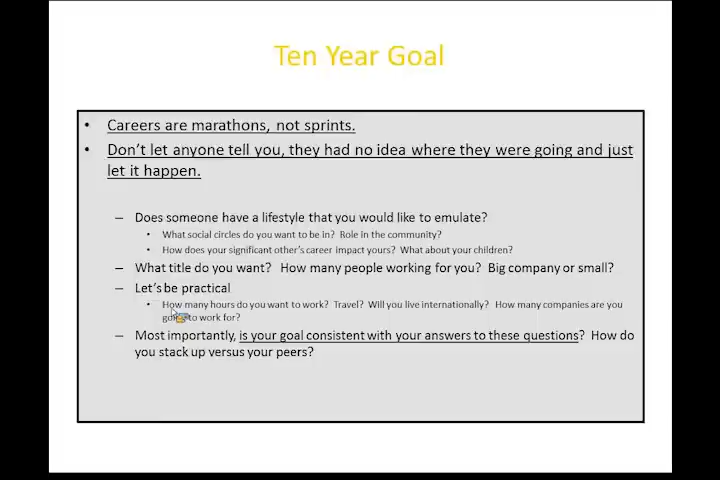 Ten Year Goal
• Careers are marathons, not sprints.
• Don't let anyone tell you, they had no idea where they were going and just
let it happen.
– Does someone have a lifestyle that you would like to emulate?
• What social circles do you want to be in? Role in the community?
• How does your significant other's career impact yours? What about your children?
– What title do you want? How many people working for you? Big company or small?
– Let's be practical
• How many hours do you want to work? Travel? Will you live internationally? How many companies are you
going to work for?
– Most importantly, is your goal consistent with your answers to these questions? How do
you stack up versus your peers?